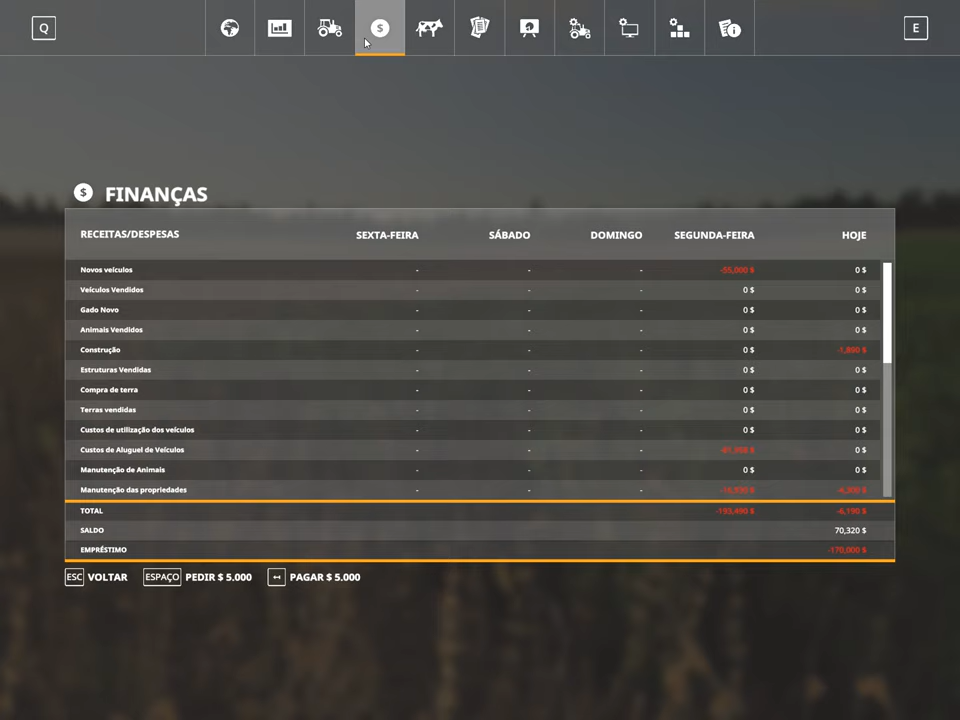 Q
$
E
$ FINANÇAS
RECEITAS/DESPESAS SEXTA-FEIRA SÁBADO DOMINGO SEGUNDA-FEIRA HOJE
Novos veículos - - - -55,000 $ 0 $
Veículos Vendidos - - - 0 $ 0 $
Gado Novo - - - 0 $ 0 $
Animais Vendidos - - - 0 $ 0 $
Construção - - - 0 $ -1,890 $
Estruturas Vendidas - - - 0 $ 0 $
Compra de terra - - - 0 $ 0 $
Terras vendidas - - - 0 $ 0 $
Custos de utilização dos veículos - - - 0 $ 0 $
Custos de Aluguel de Veículos - - - 0 $
Manutenção de Animais - - - 0 $ 0 $
Manutenção das propriedades - - -
TOTAL -193,490 $ -6,190 $
SALDO 70,320 $
EMPRÉSTIMO -170,000 $
ESC VOLTAR ESPAÇO PEDIR $ 5.000 ↔ PAGAR $ 5.000